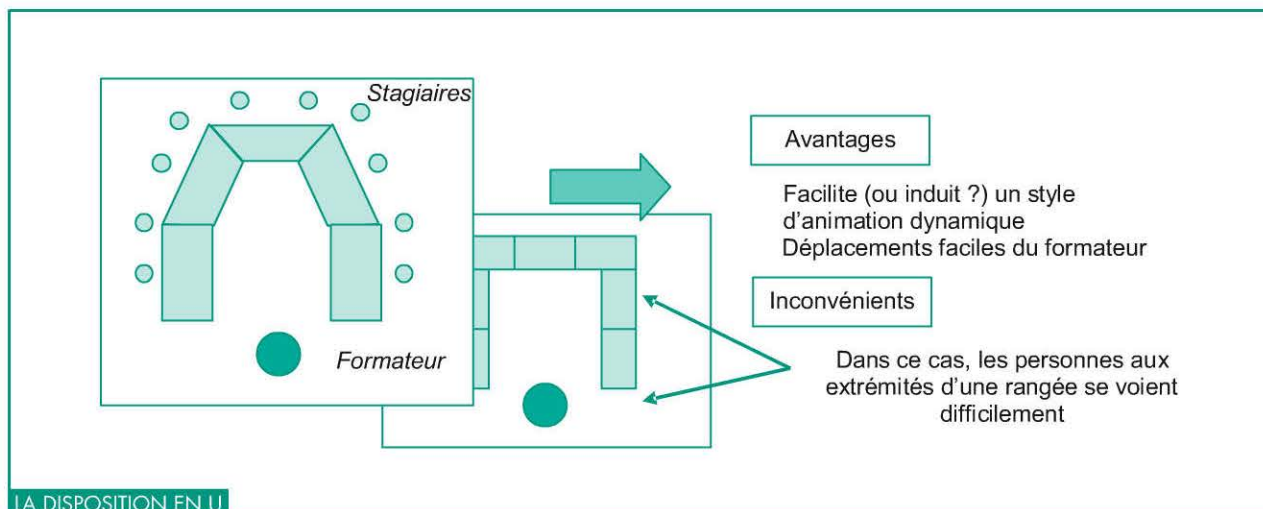 Stagiaires
Formateur
Avantages
Facilite (ou induit ?) un style
d'animation dynamique
Déplacements faciles du formateur
Inconvénients
Dans ce cas, les personnes aux
extrémités d'une rangée se voient
difficilement
LA DISPOSITION EN U